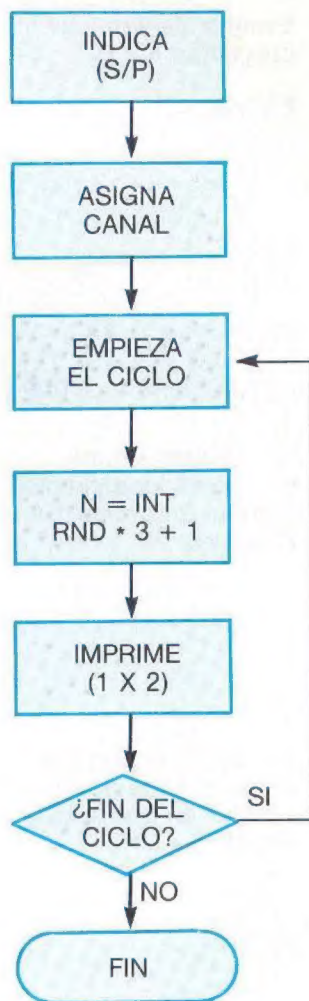 INDICA
(S/P)
ASIGNA
CANAL
EMPIEZA
EL CICLO
N = INT
RND * 3 + 1
IMPRIME
(1 X 2)
¿FIN DEL
CICLO?
SI
NO
FIN